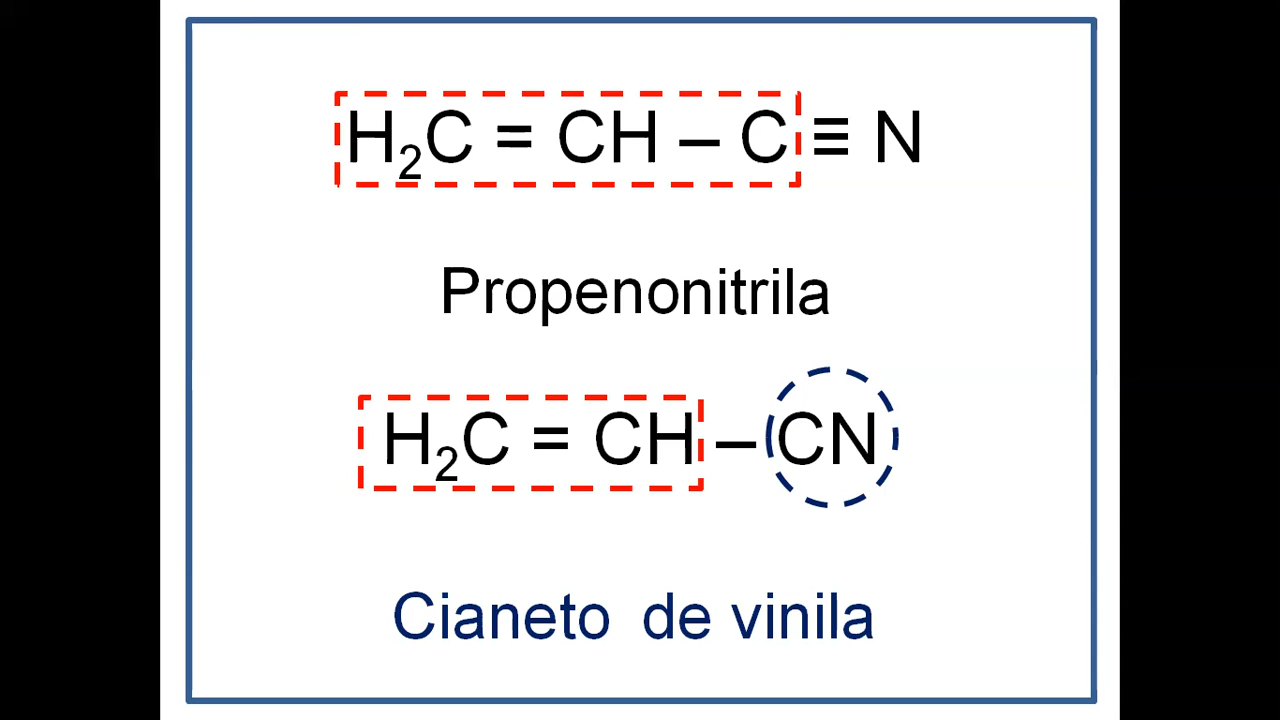 H₂C = CH – C ≡ N
Propenonitrila
H₂C = CH – CN
Cianeto de vinila